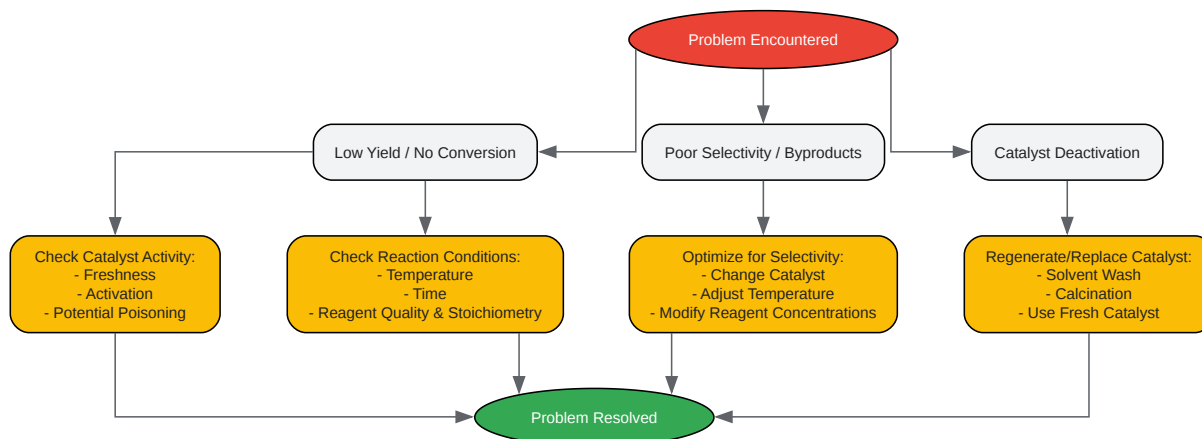 Problem Encountered
Low Yield / No Conversion
Poor Selectivity / Byproducts
Catalyst Deactivation
Check Catalyst Activity:
- Freshness
- Activation
- Potential Poisoning
Check Reaction Conditions:
- Temperature
- Time
- Reagent Quality & Stoichiometry
Optimize for Selectivity:
- Change Catalyst
- Adjust Temperature
- Modify Reagent Concentrations
Regenerate/Replace Catalyst:
- Solvent Wash
- Calcination
- Use Fresh Catalyst
Problem Resolved